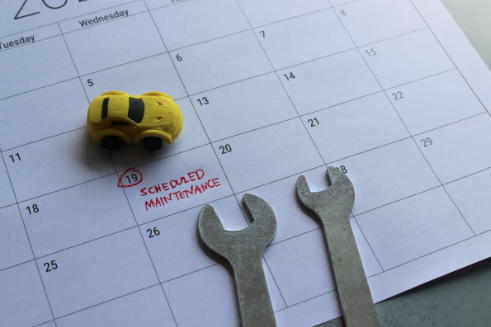 Tuesday Wednesday
5 6 7 8
11 13 14 15
18 19 20 21 22
SCHEDULED
MAINTENANCE
25 26 28 29